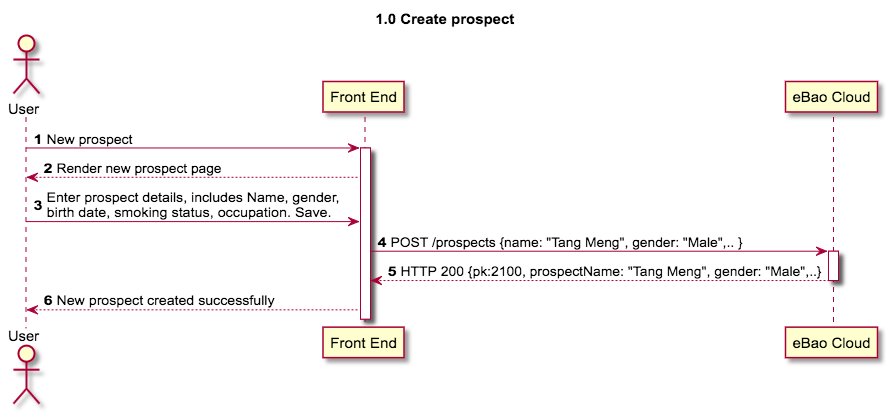 1.0 Create prospect
User
Front End
eBao Cloud
1 New prospect
2 Render new prospect page
3 Enter prospect details, includes Name, gender,
birth date, smoking status, occupation. Save.
4 POST /prospects {name: "Tang Meng", gender: "Male",.. }
5 HTTP 200 {pk:2100, prospectName: "Tang Meng", gender: "Male",..}
6 New prospect created successfully
User
Front End
eBao Cloud